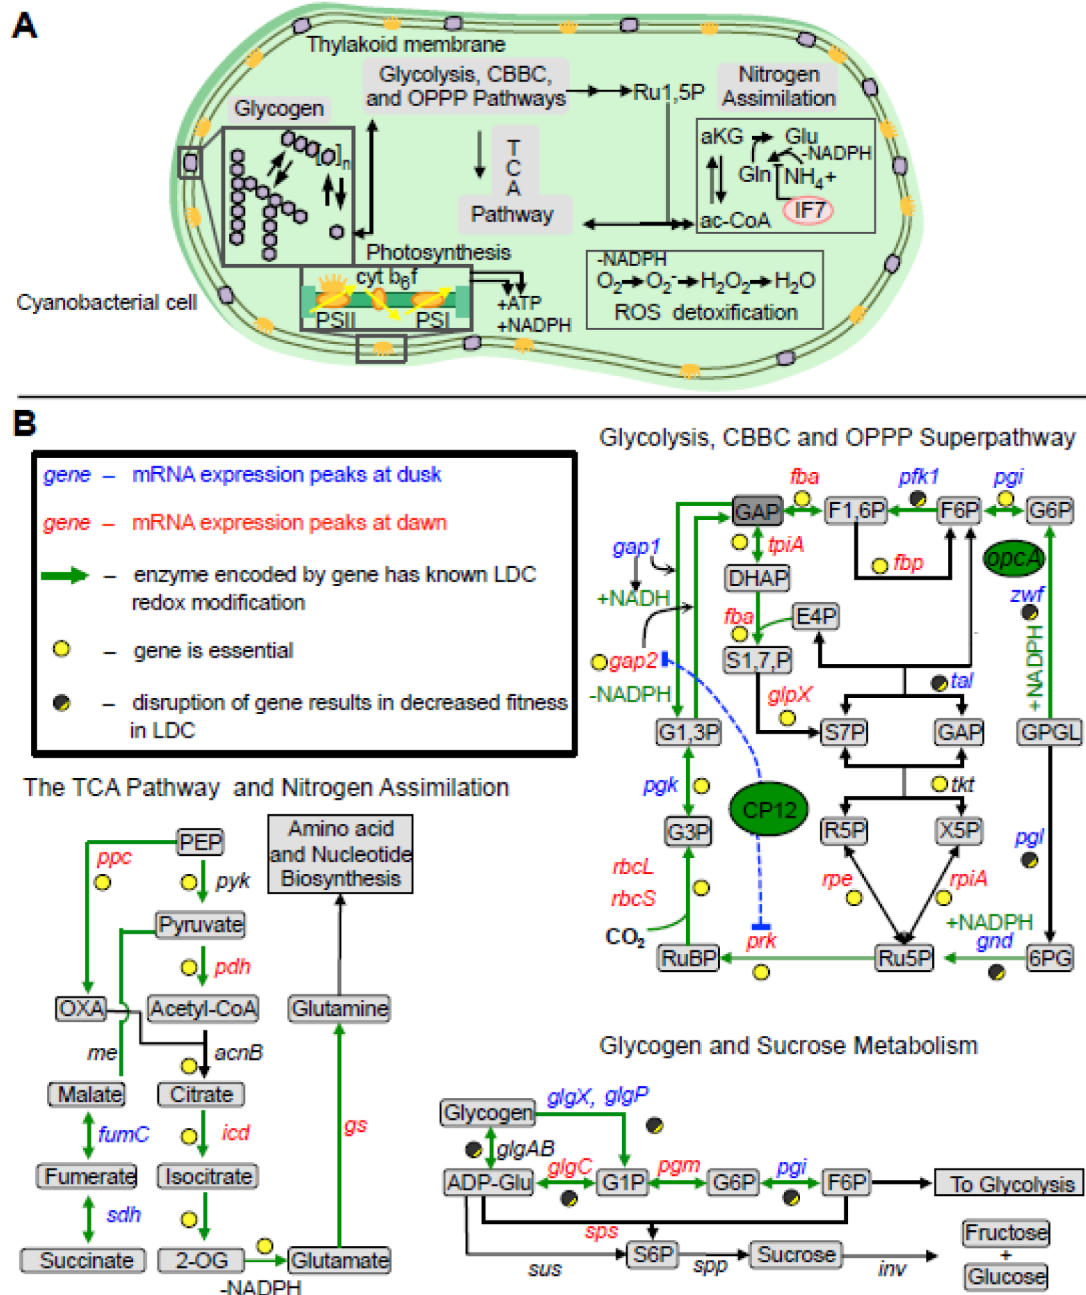 A
Thylakoid membrane
Glycolysis, CBBC,
and OPPP Pathways
Ru1,5P
Nitrogen
Assimilation
Glycogen
[ ]n
T
C
A
Pathway
aKG
Glu
-NADPH
Gln
NH4+
IF7
ac-CoA
Photosynthesis
cyt b6f
PSII
PSI
+ATP
+NADPH
-NADPH
O2 O2- H2O2 H2O
ROS detoxification
Cyanobacterial cell
B
gene – mRNA expression peaks at dusk
gene – mRNA expression peaks at dawn
– enzyme encoded by gene has known LDC
redox modification
– gene is essential
– disruption of gene results in decreased fitness
in LDC
Glycolysis, CBBC and OPPP Superpathway
GAP
fba
F1,6P
pfk1
F6P
pgi
G6P
gap1
tpiA
fbp
opcA
+NADH
DHAP
zwf
fba
E4P
gap2
S1,7,P
+NADPH
tal
-NADPH
glpX
G1,3P
S7P
GAP
GPGL
pgk
tkt
CP12
G3P
R5P
X5P
pgl
rbcL
rbcS
rpe
rpiA
CO2
prk
+NADPH
gnd
RuBP
Ru5P
6PG
The TCA Pathway and Nitrogen Assimilation
PEP
ppc
pyk
Amino acid
and Nucleotide
Biosynthesis
Pyruvate
pdh
OXA
Acetyl-CoA
Glutamine
me
acnB
Malate
Citrate
fumC
icd
gs
Fumerate
Isocitrate
sdh
Succinate
2-OG
Glutamate
-NADPH
Glycogen and Sucrose Metabolism
Glycogen
glgX, glgP
glgAB
ADP-Glu
glgC
G1P
pgm
G6P
pgi
F6P
To Glycolysis
sps
sus
S6P
spp
Sucrose
inv
Fructose
+
Glucose